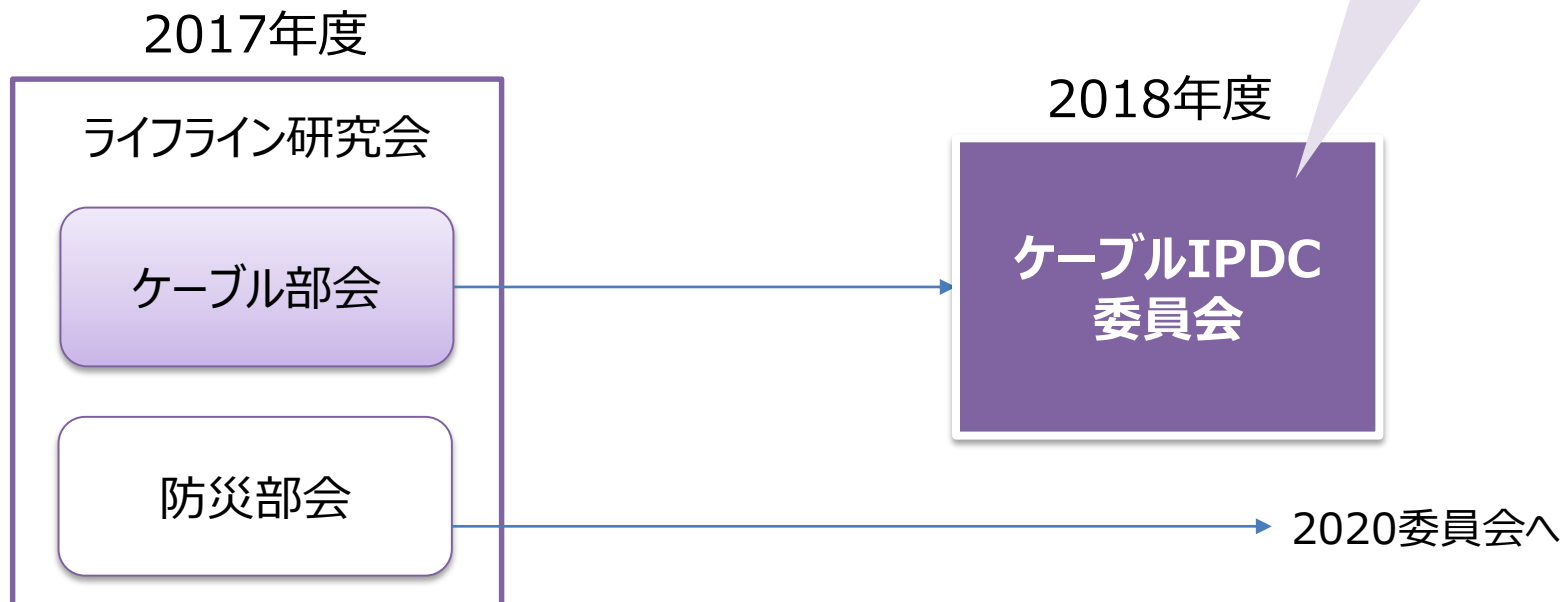 2017年度
ライフライン研究会
ケーブル部会
防災部会
2018年度
ケーブルIPDC
委員会
2020委員会へ